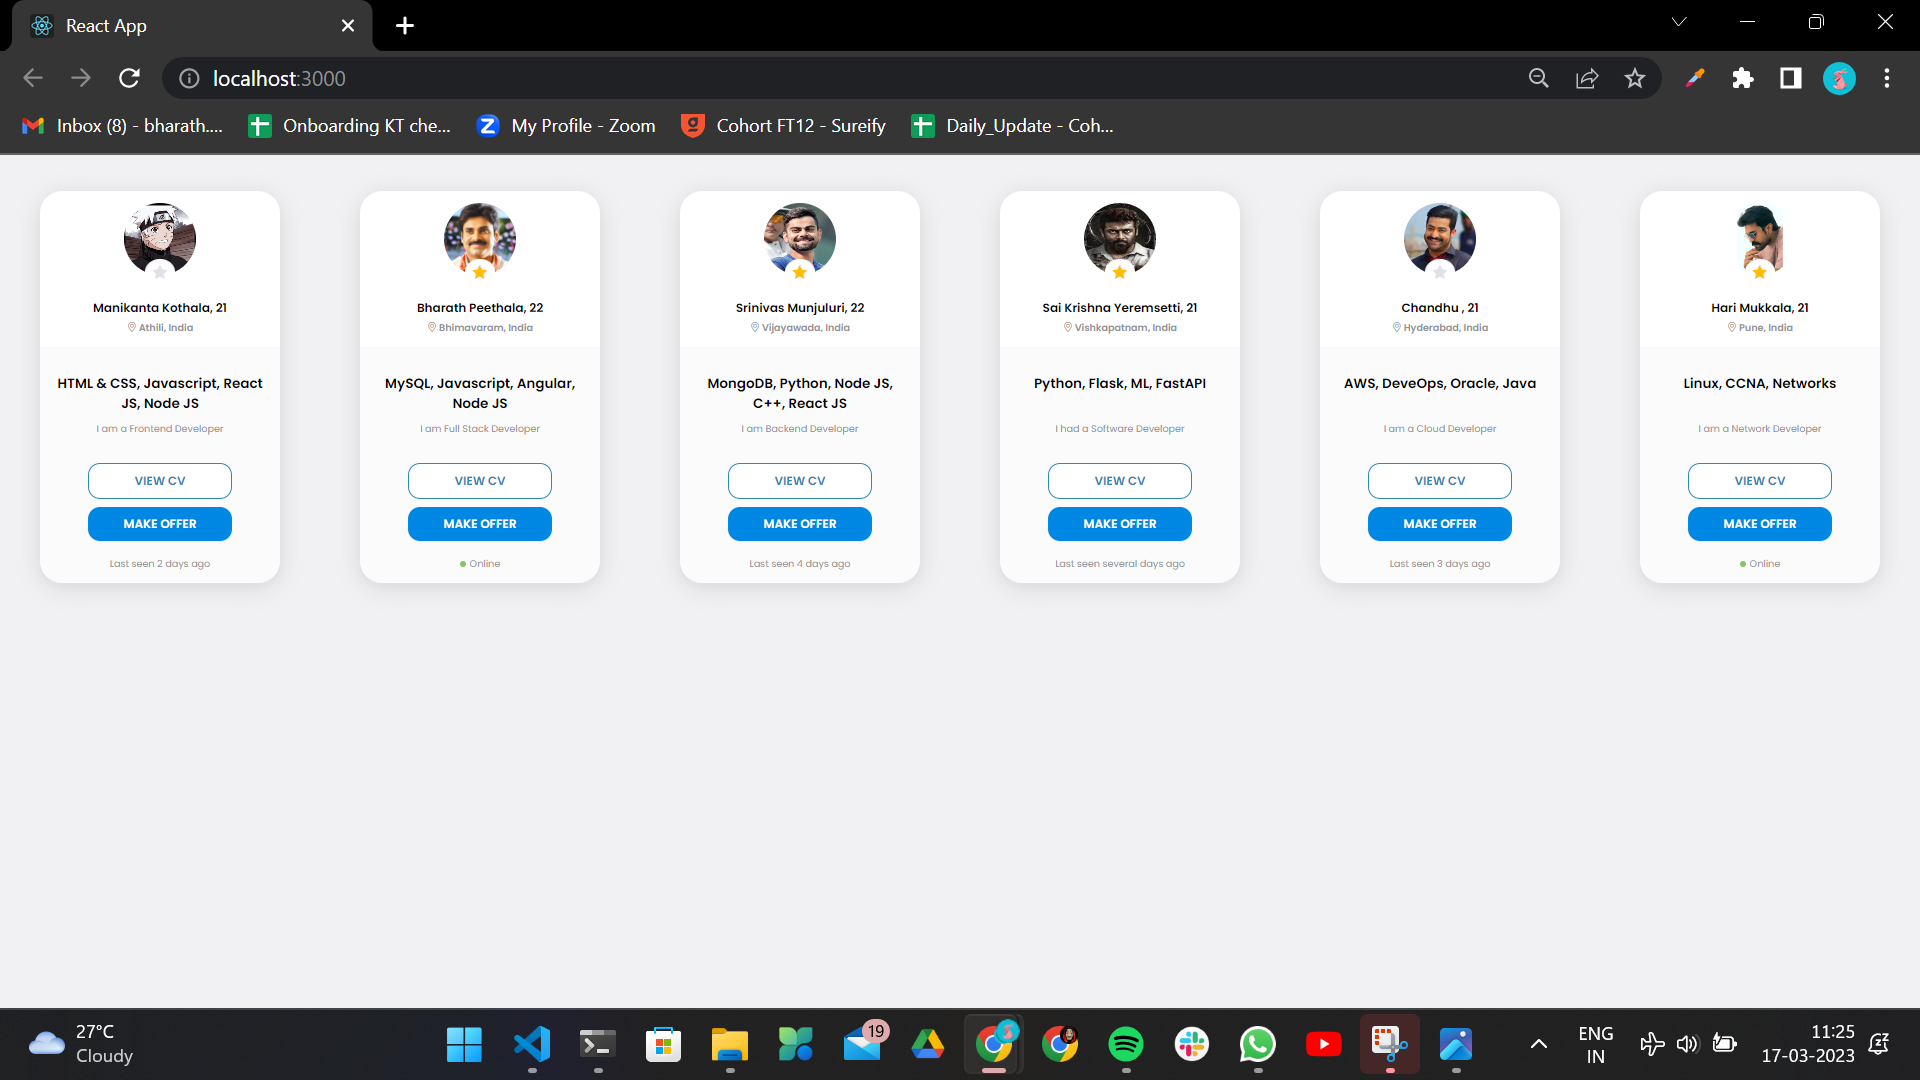 React App
localhost:3000
Inbox (8) - bharath....
Onboarding KT che...
My Profile - Zoom
Cohort FT12 - Sureify
Daily_Update - Coh...
Manikanta Kothala, 21
Athili, India
HTML & CSS, Javascript, React
JS, Node JS
I am a Frontend Developer
VIEW CV
MAKE OFFER
Last seen 2 days ago
Bharath Peethala, 22
Bhimavaram, India
MySQL, Javascript, Angular,
Node JS
I am Full Stack Developer
VIEW CV
MAKE OFFER
Online
Srinivas Munjuluri, 22
Vijayawada, India
MongoDB, Python, Node JS,
C++, React JS
I am Backend Developer
VIEW CV
MAKE OFFER
Last seen 4 days ago
Sai Krishna Yeremsetti, 21
Vishkapatnam, India
Python, Flask, ML, FastAPI
I had a Software Developer
VIEW CV
MAKE OFFER
Last seen several days ago
Chandhu , 21
Hyderabad, India
AWS, DeveOps, Oracle, Java
I am a Cloud Developer
VIEW CV
MAKE OFFER
Last seen 3 days ago
Hari Mukkala, 21
Pune, India
Linux, CCNA, Networks
I am a Network Developer
VIEW CV
MAKE OFFER
Online
27°C
Cloudy
19
ENG
IN
11:25
17-03-2023